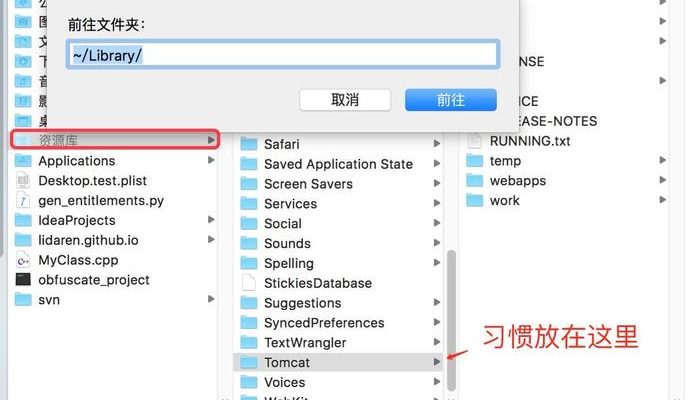 前往文件夹：
~/Library/
取消
前往
资源库
Applications
Desktop.test.plist
gen_entitlements.py
IdeaProjects
lidaren.github.io
MyClass.cpp
obfuscate_project
svn
Safari
Saved Application State
Screen Savers
Services
Social
Sounds
Spelling
StickiesDatabase
Suggestions
SyncedPreferences
TextWrangler
Tomcat
Voices
WebKit
NSE
ICE
EASE-NOTES
RUNNING.txt
temp
webapps
work
习惯放在这里